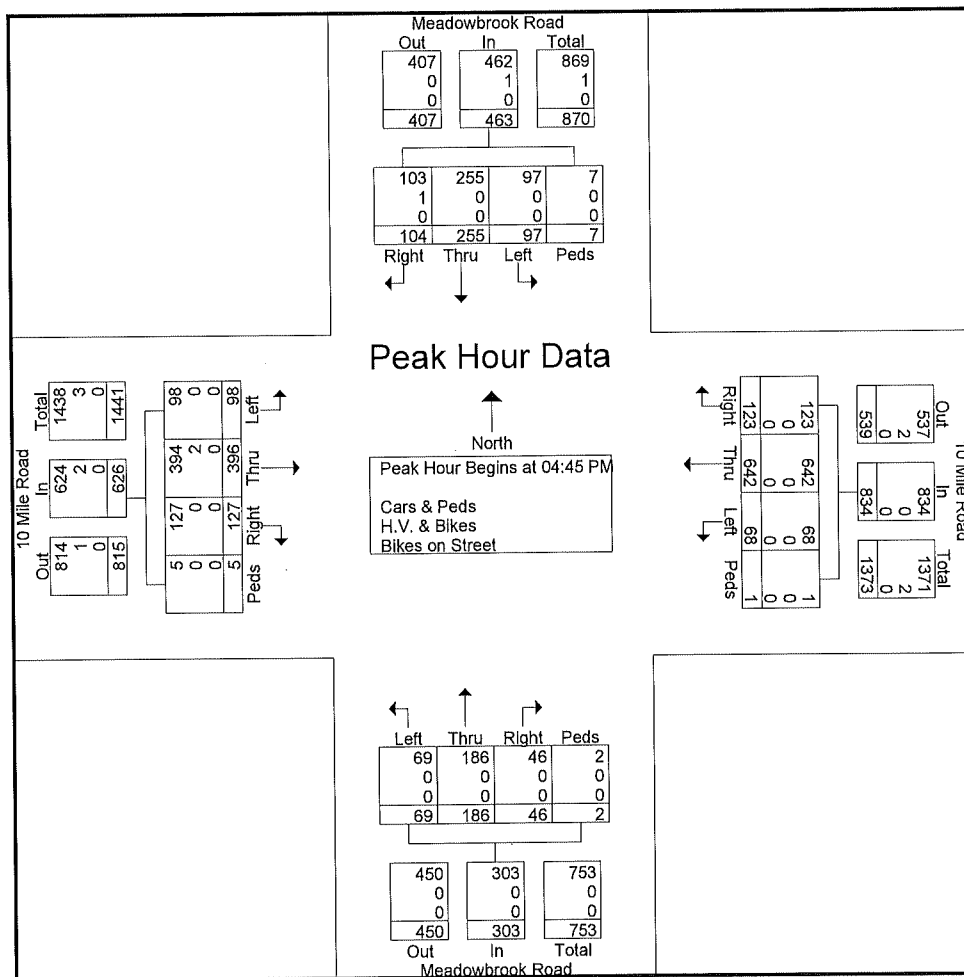 Meadowbrook Road
Out In Total
407 462 869
0 1 1
0 0 0
407 463 870
103 255 97 7
1 0 0 0
0 0 0 0
104 255 97 7
Right Thru Left Peds
Peak Hour Data
North
Peak Hour Begins at 04:45 PM
Cars & Peds
H.V. & Bikes
Bikes on Street
10 Mile Road
Total In Out
1438 624 814
3 2 1
0 0 0
1441 626 815
98 394 127 5
0 2 0 0
0 0 0 0
98 396 127 5
Left Thru Right Peds
10 Mile Road
Out In Total
537 834 1371
2 0 2
0 0 0
539 834 1373
123 642 68 1
0 0 0 0
0 0 0 0
123 642 68 1
Right Thru Left Peds
Left Thru Right Peds
69 186 46 2
0 0 0 0
0 0 0 0
69 186 46 2
450 303 753
0 0 0
0 0 0
450 303 753
Out In Total
Meadowbrook Road